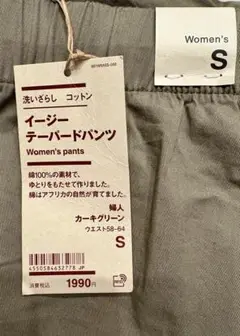 Women's
S
洗いざらし コットン
イージー
テーパードパンツ
Women's pants
綿100%の素材で、
ゆとりをもたせて作りました。
綿はアフリカの自然が育てました。
婦人
カーキグリーン
ウエスト58-64
S
4550584632778 JP
消費税込 1990円